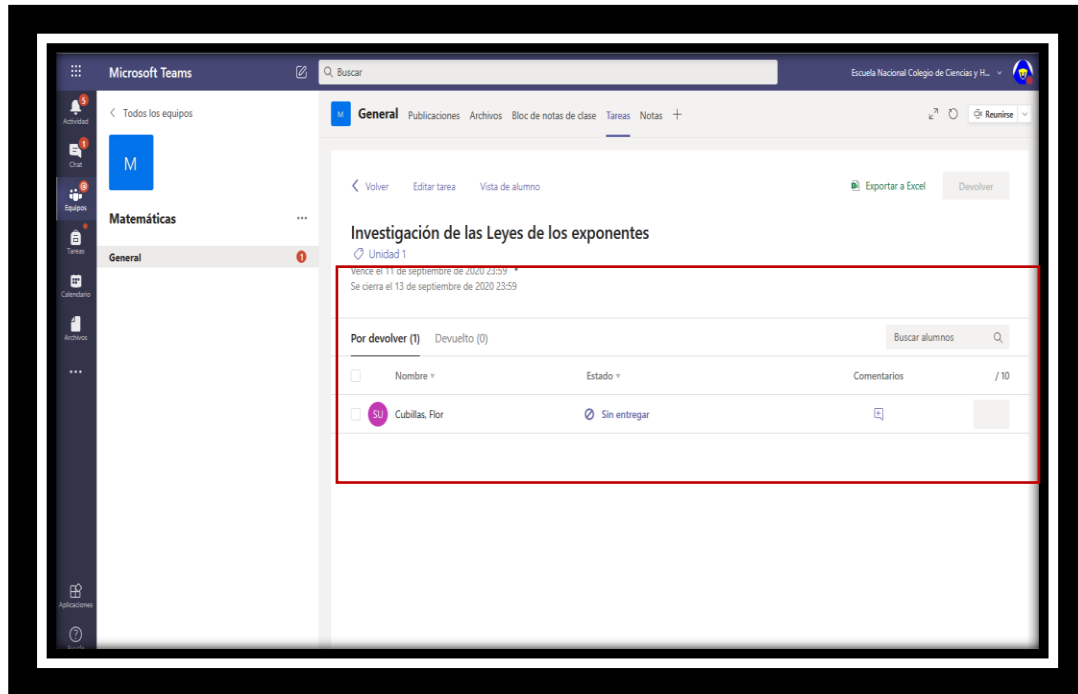 Microsoft Teams
Buscar
Escuela Nacional Colegio de Ciencias y H...
5
Actividad
1
Chat
@
Equipos
Tareas
Calendario
Archivos
Aplicaciones
Ayuda
Todos los equipos
M
Matemáticas
General
1
M General Publicaciones Archivos Bloc de notas de clase Tareas Notas +
Reunirse
Volver Editar tarea Vista de alumno Exportar a Excel Devolver
Investigación de las Leyes de los exponentes
Unidad 1
Vence el 11 de septiembre de 2020 23:59 •
Se cierra el 13 de septiembre de 2020 23:59
Por devolver (1) Devuelto (0) Buscar alumnos
Nombre Estado Comentarios / 10
SU Cubillas, Flor Sin entregar